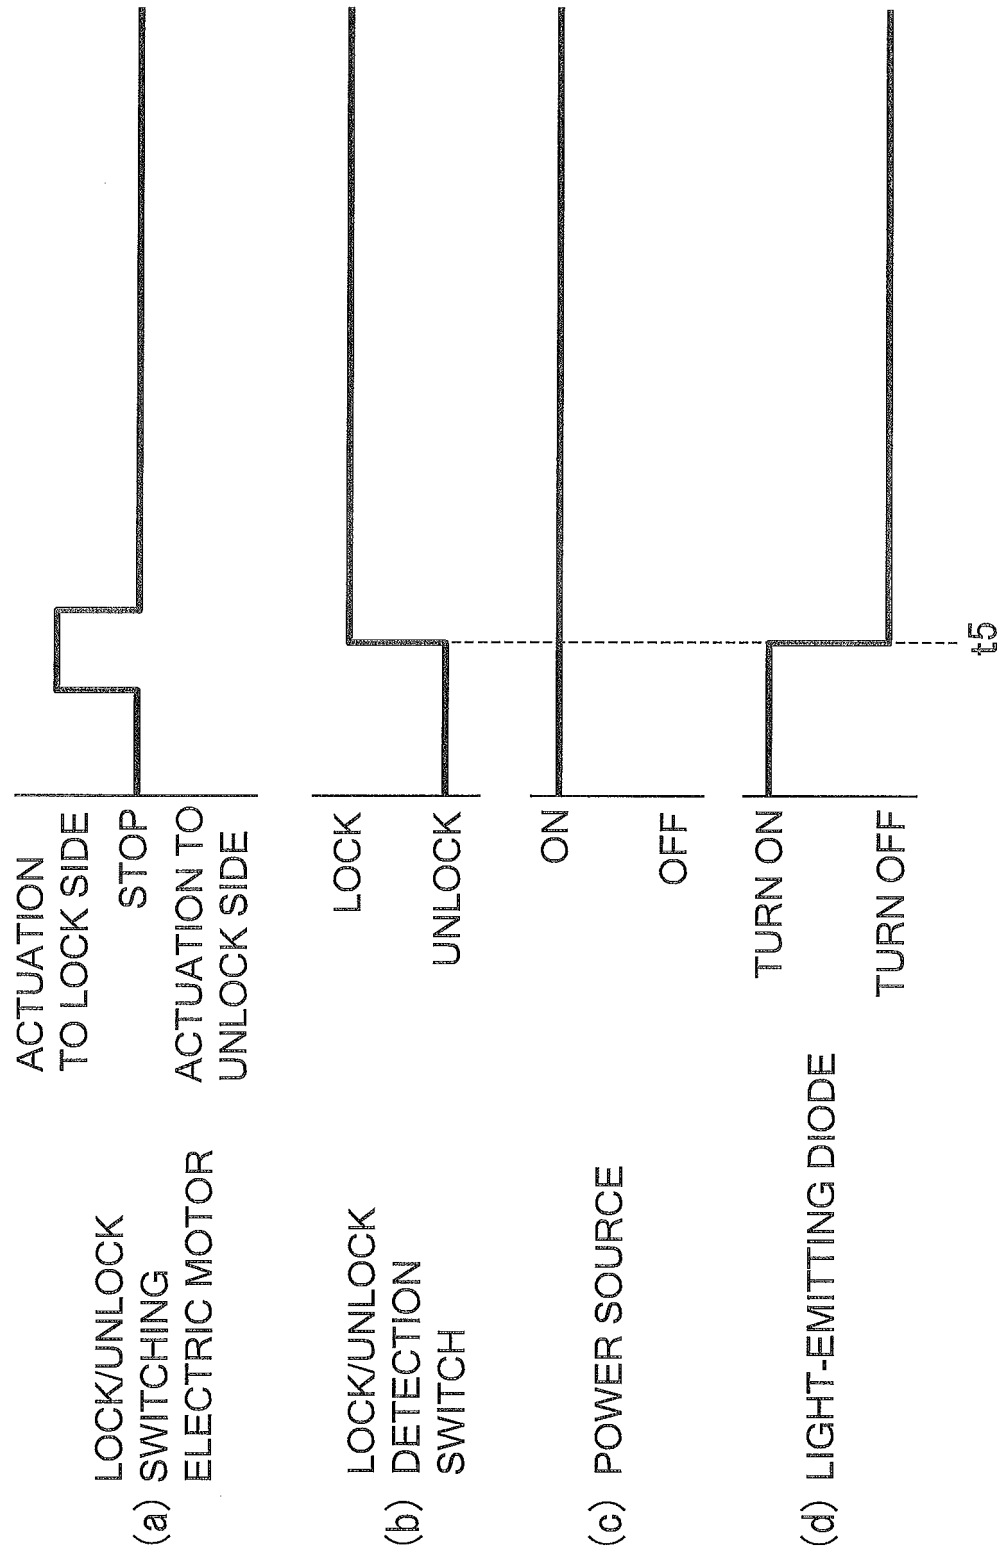 (a)
LOCK/UNLOCK
SWITCHING
ELECTRIC MOTOR
ACTUATION
TO LOCK SIDE
STOP
ACTUATION TO
UNLOCK SIDE
(b)
LOCK/UNLOCK
DETECTION
SWITCH
LOCK
UNLOCK
(c) POWER SOURCE
ON
OFF
(d) LIGHT-EMITTING DIODE
TURN ON
TURN OFF
t5